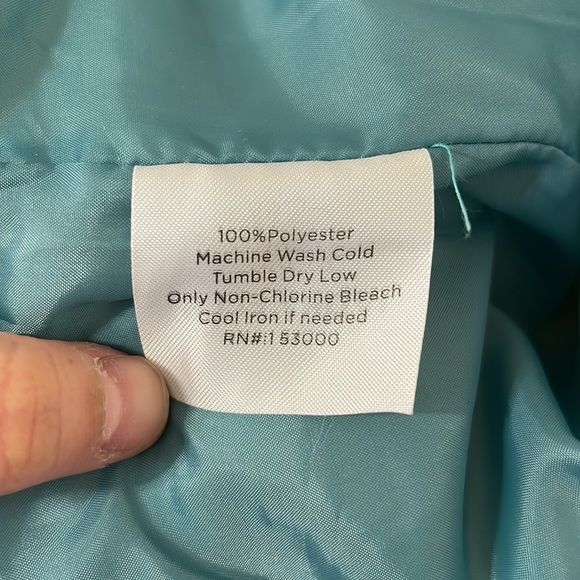 100%Polyester
Machine Wash Cold
Tumble Dry Low
Only Non-Chlorine Bleach
Cool Iron if needed
RN#:153000